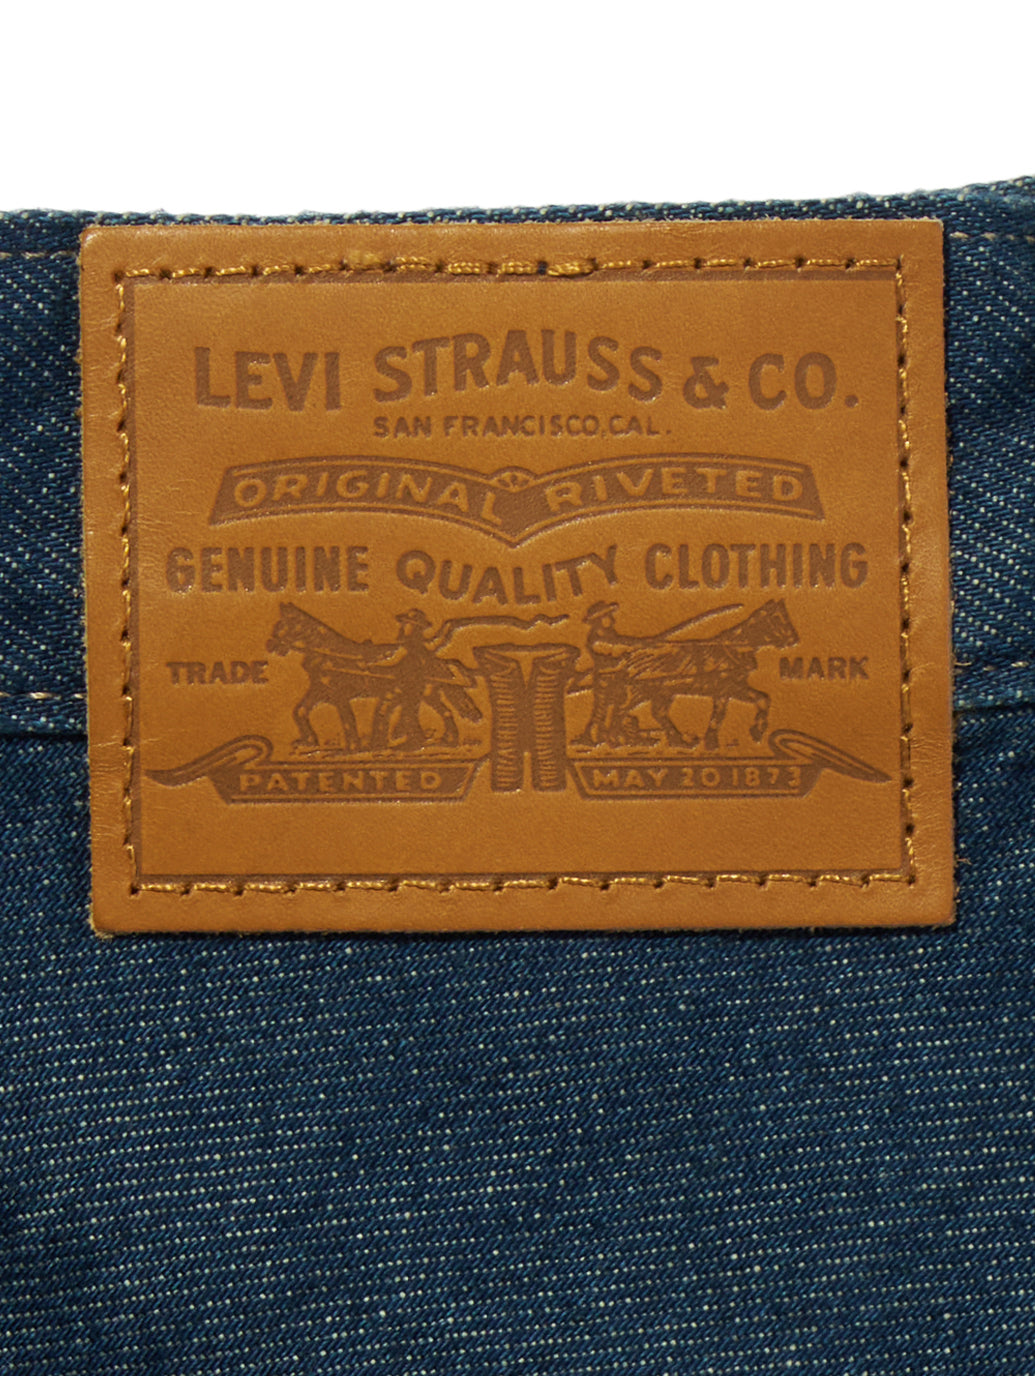 LEVI STRAUSS & CO.
SAN FRANCISCO, CAL.
ORIGINAL RIVETED
GENUINE QUALITY CLOTHING
TRADE MARK
PATENTED MAY 20 1873